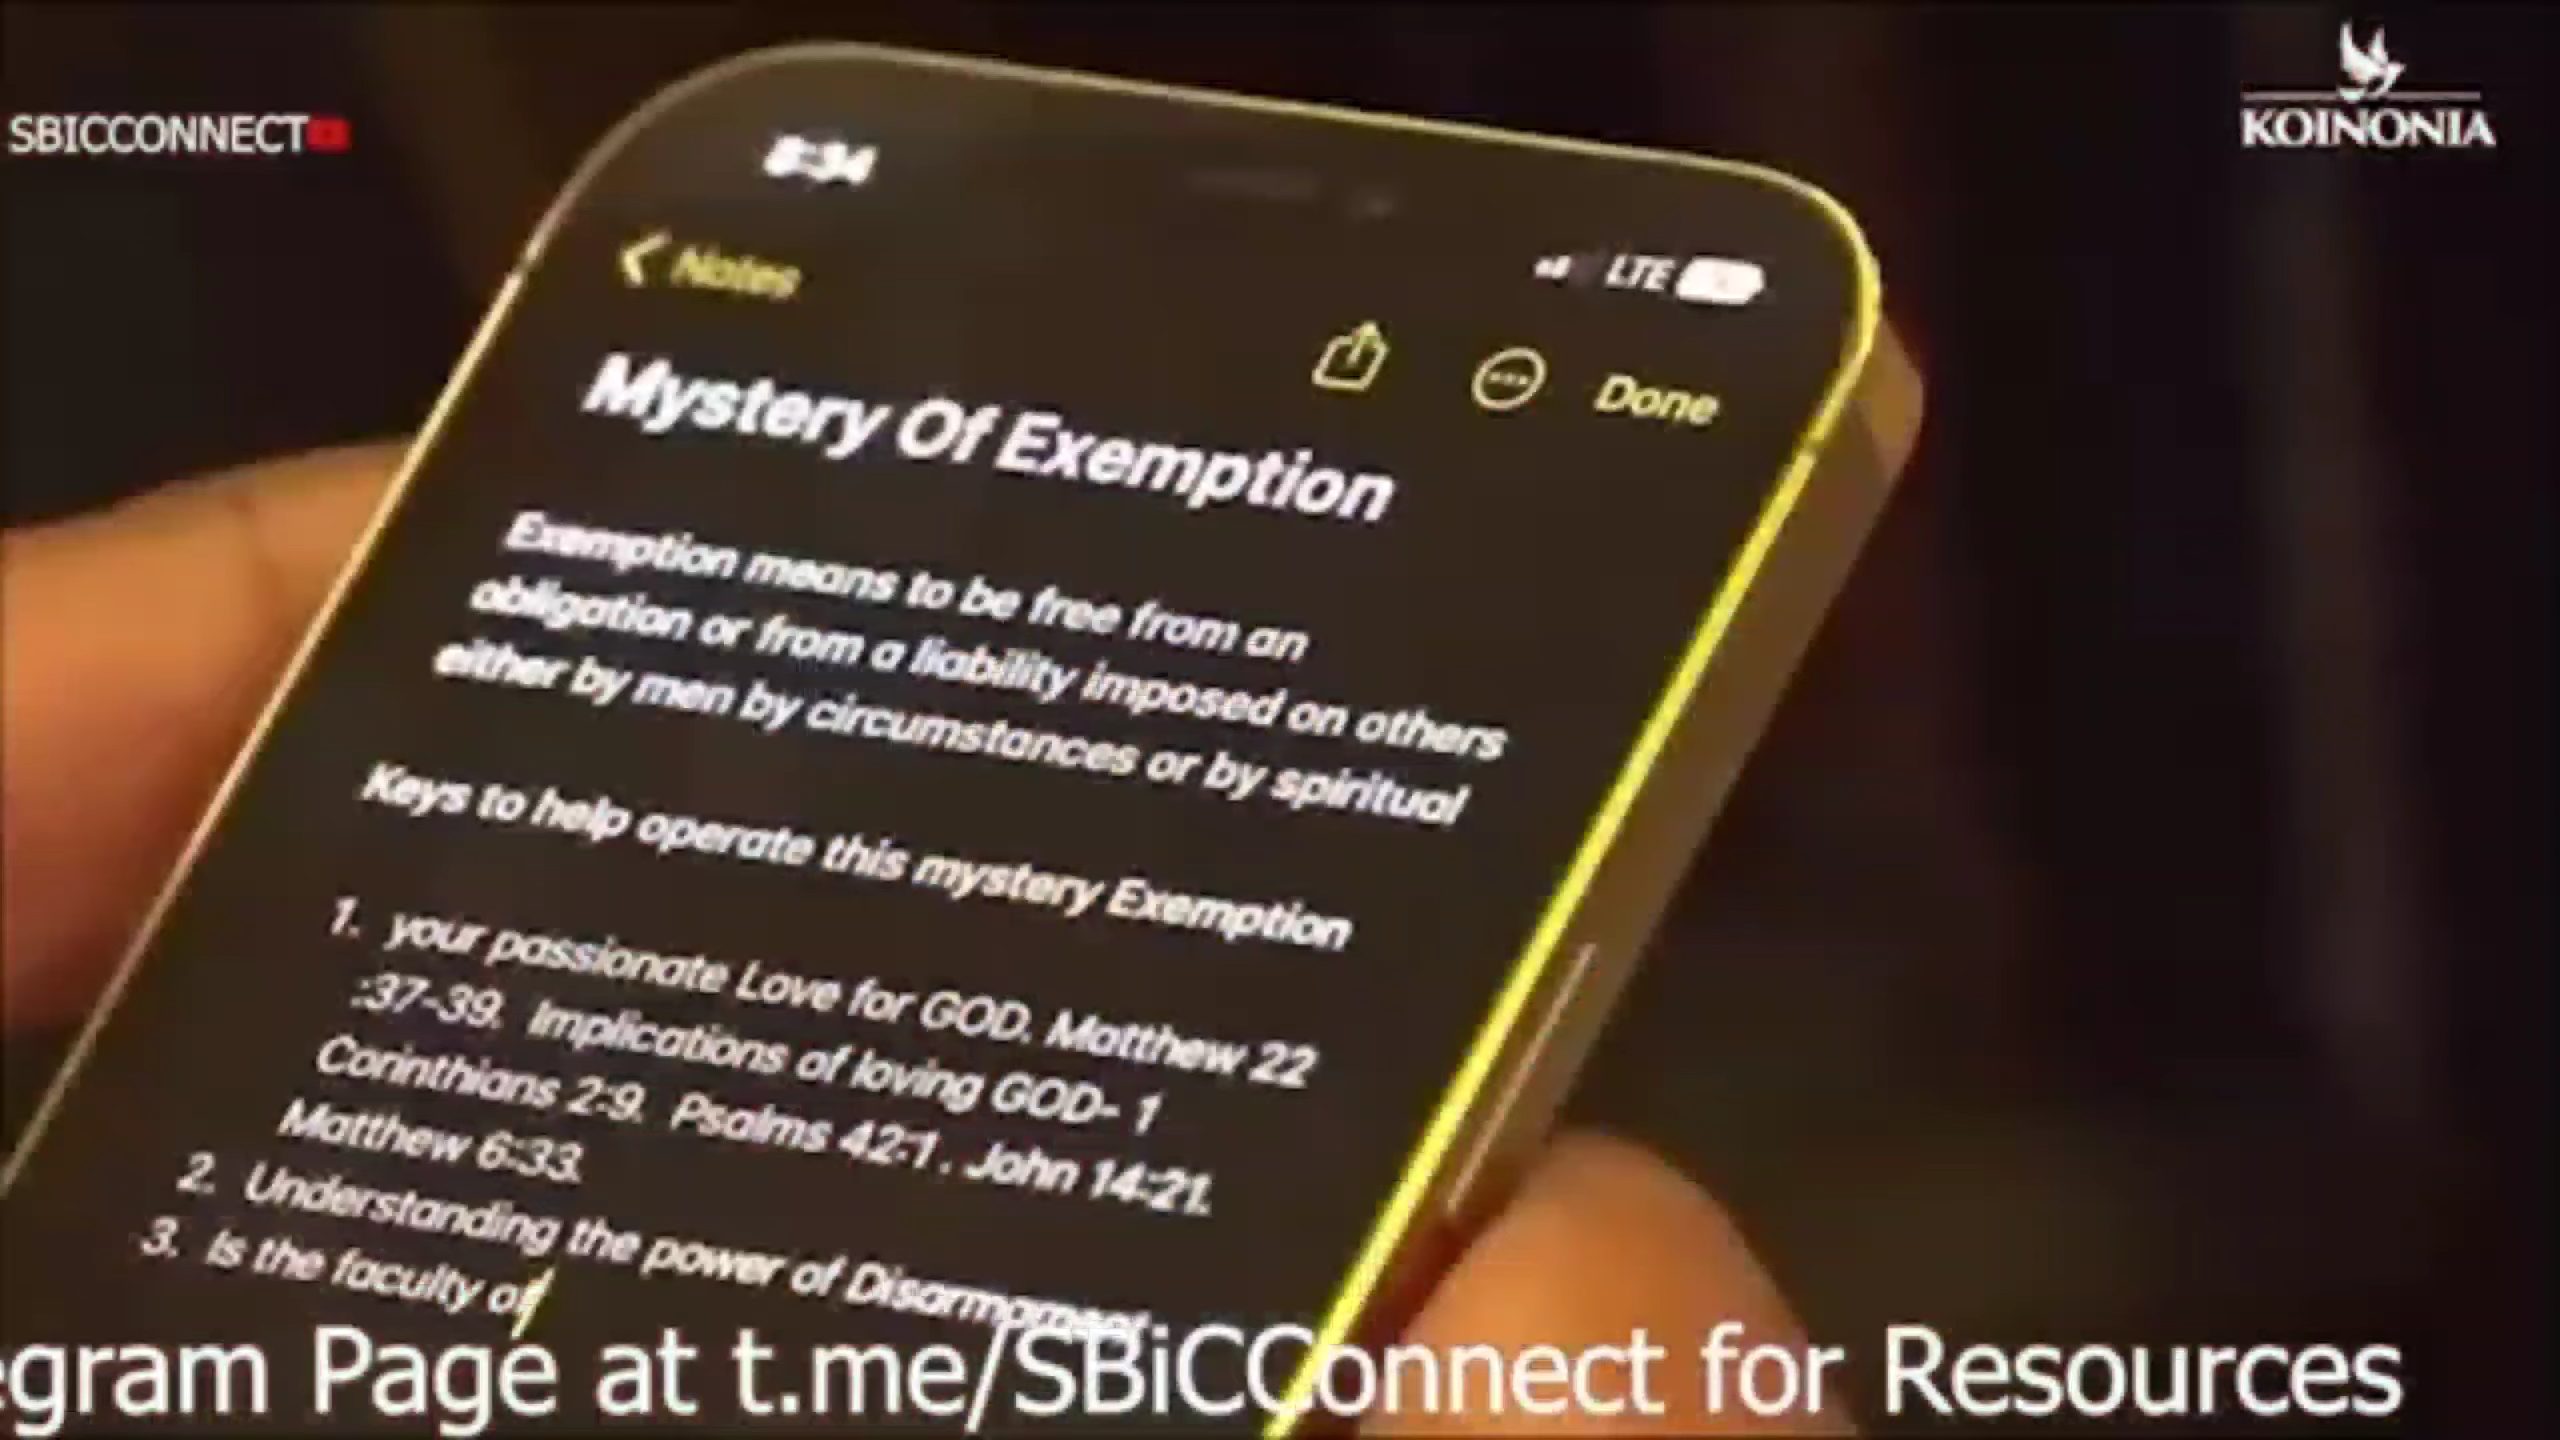 SBICCONNECT
KOINONIA
8:34
LTE
Notes
Done
Mystery Of Exemption
Exemption means to be free from an
obligation or from a liability imposed on others
either by men by circumstances or by spiritual
Keys to help operate this mystery Exemption
1. your passionate Love for GOD. Matthew 22
:37-39. Implications of loving GOD- 1
Corinthians 2:9. Psalms 42:1 . John 14:21.
Matthew 6:33.
2. Understanding the power of Disarmament
3. Is the faculty of
egram Page at t.me/SBiCConnect for Resources